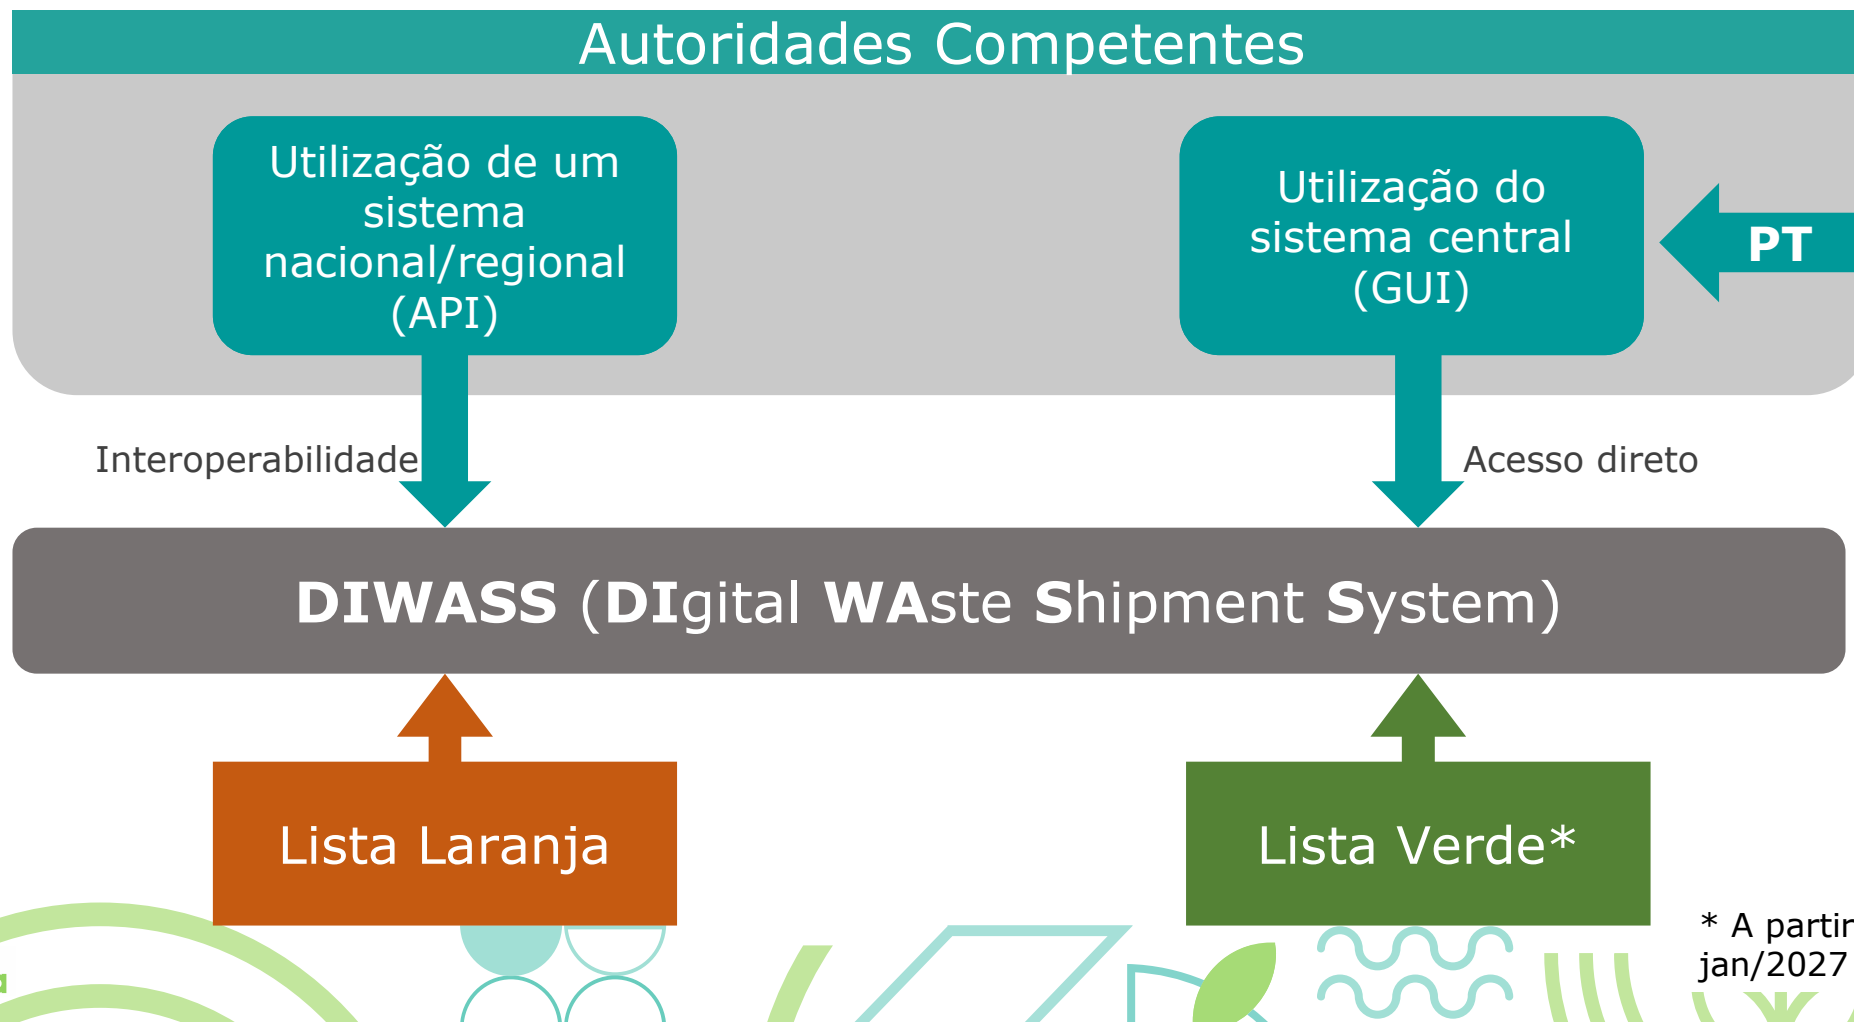 Autoridades Competentes
Utilização de um
sistema
nacional/regional
(API)
Utilização do
sistema central
(GUI)
PT
Interoperabilidade
Acesso direto
DIWASS (DIgital WAste Shipment System)
Lista Laranja
Lista Verde*
* A partir
jan/2027